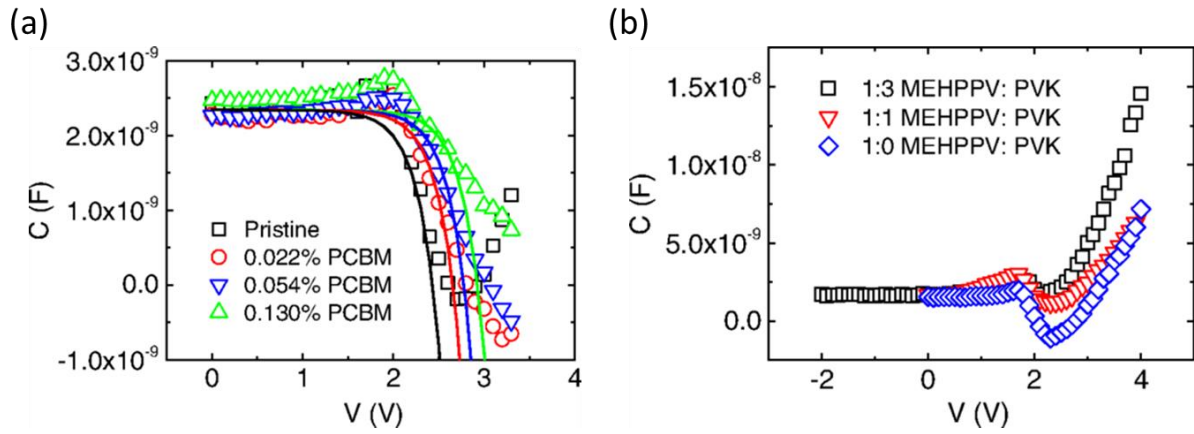 (a)
3.0x10⁻⁹
2.0x10⁻⁹
1.0x10⁻⁹
0.0
-1.0x10⁻⁹
C (F)
Pristine
0.022% PCBM
0.054% PCBM
0.130% PCBM
0 1 2 3 4
V (V)
(b)
1.5x10⁻⁸
1.0x10⁻⁸
5.0x10⁻⁹
0.0
C (F)
1:3 MEHPPV: PVK
1:1 MEHPPV: PVK
1:0 MEHPPV: PVK
-2 0 2 4
V (V)